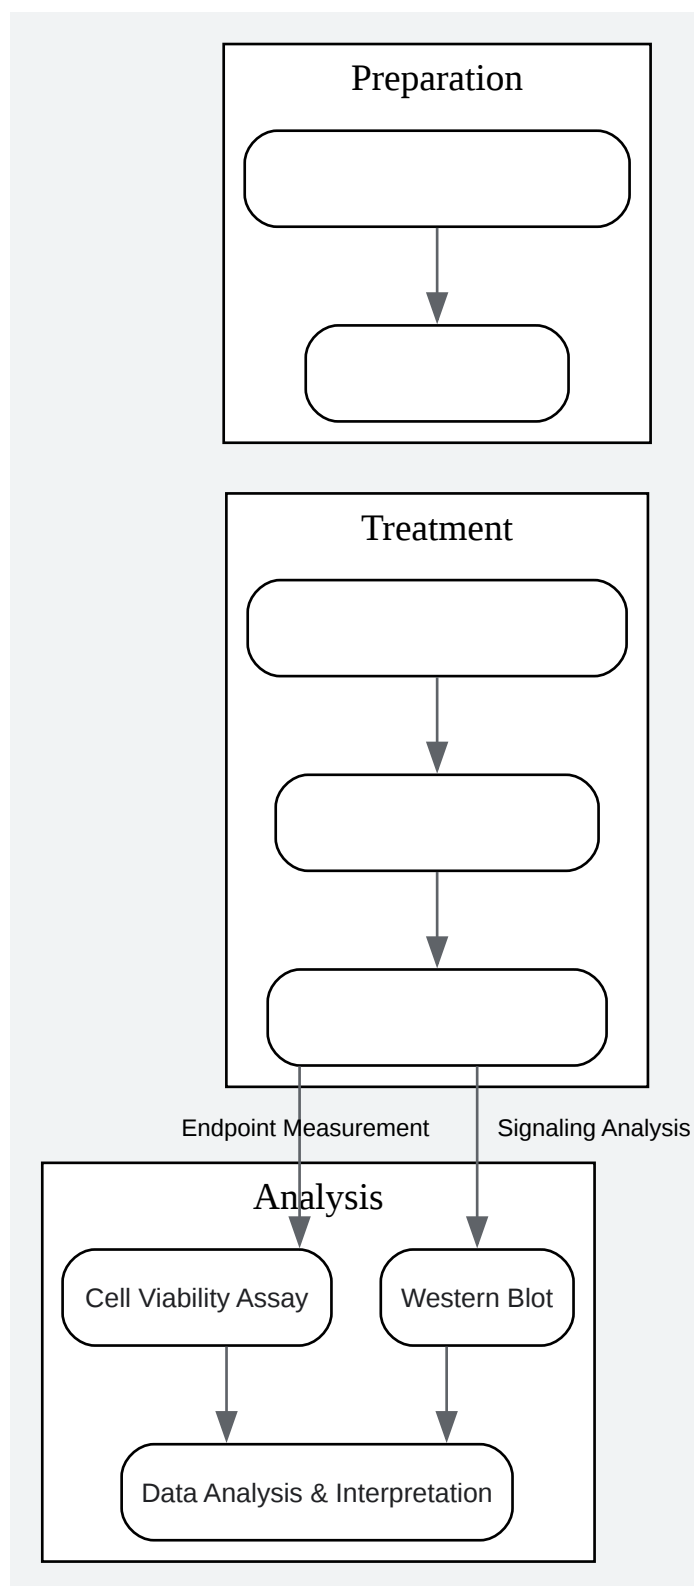 Preparation
Treatment
Endpoint Measurement
Signaling Analysis
Analysis
Cell Viability Assay
Western Blot
Data Analysis & Interpretation